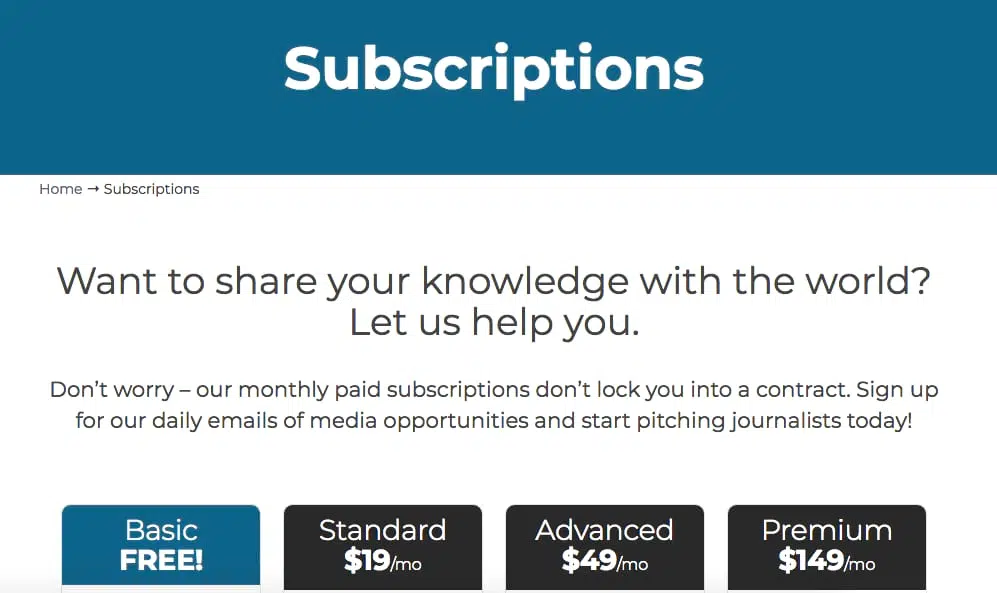 Subscriptions
Home → Subscriptions
Want to share your knowledge with the world?
Let us help you.
Don’t worry – our monthly paid subscriptions don’t lock you into a contract. Sign up
for our daily emails of media opportunities and start pitching journalists today!
Basic
FREE!
Standard
$19/mo
Advanced
$49/mo
Premium
$149/mo